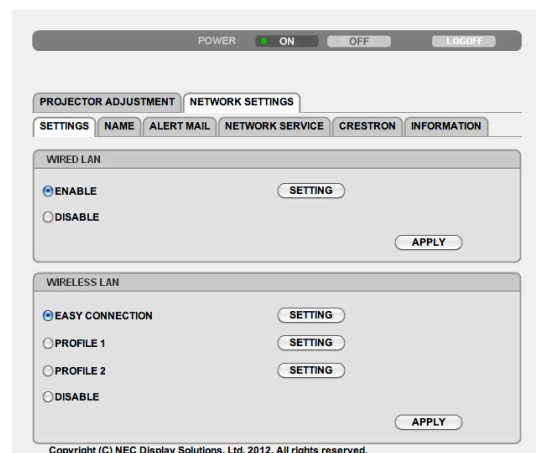 POWER ON OFF LOGOFF
PROJECTOR ADJUSTMENT NETWORK SETTINGS
SETTINGS NAME ALERT MAIL NETWORK SERVICE CRESTRON INFORMATION
WIRED LAN
ENABLE SETTING
DISABLE
APPLY
WIRELESS LAN
EASY CONNECTION SETTING
PROFILE 1 SETTING
PROFILE 2 SETTING
DISABLE
APPLY
Copyright (C) NEC Display Solutions, Ltd. 2012. All rights reserved.